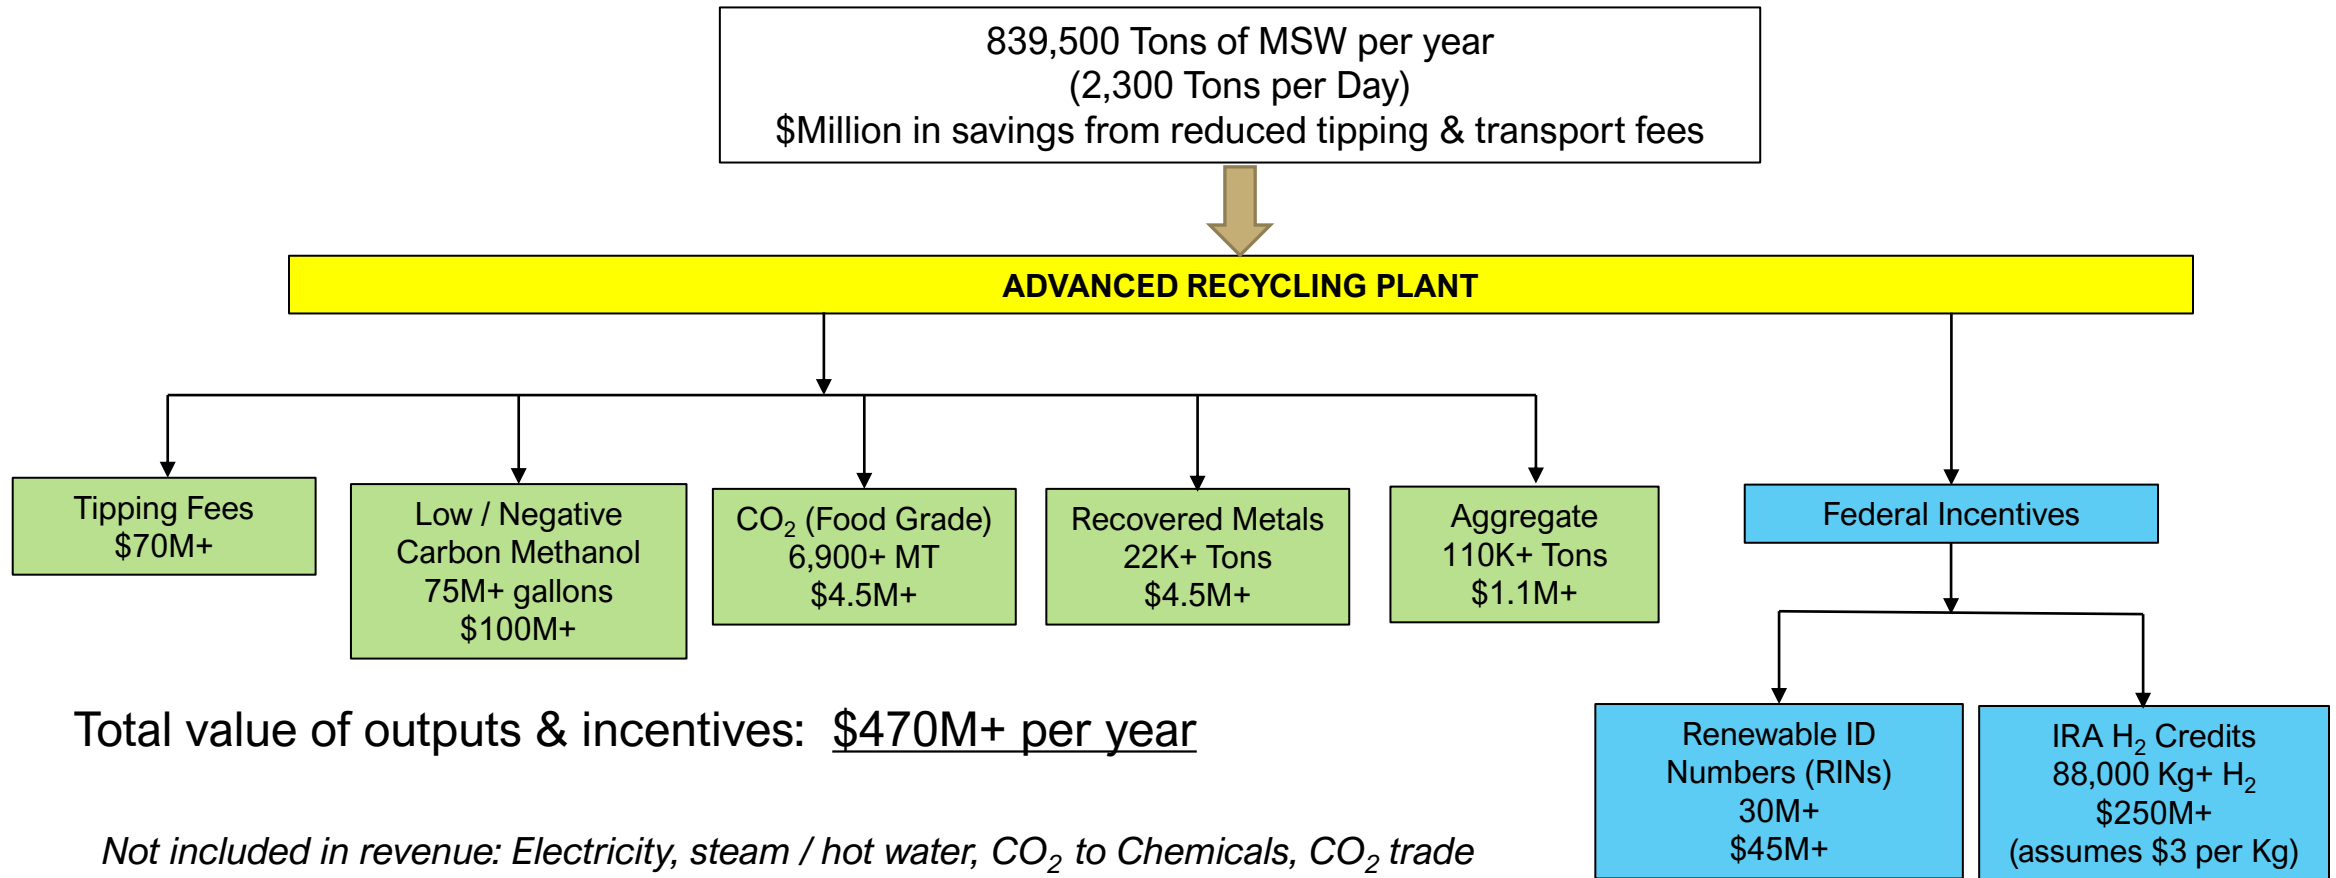 839,500 Tons of MSW per year
(2,300 Tons per Day)
$Million in savings from reduced tipping & transport fees
ADVANCED RECYCLING PLANT
Tipping Fees
$70M+
Low / Negative
Carbon Methanol
75M+ gallons
$100M+
CO₂ (Food Grade)
6,900+ MT
$4.5M+
Recovered Metals
22K+ Tons
$4.5M+
Aggregate
110K+ Tons
$1.1M+
Federal Incentives
Renewable ID
Numbers (RINs)
30M+
$45M+
IRA H₂ Credits
88,000 Kg+ H₂
$250M+
(assumes $3 per Kg)
Total value of outputs & incentives: $470M+ per year
Not included in revenue: Electricity, steam / hot water, CO₂ to Chemicals, CO₂ trade